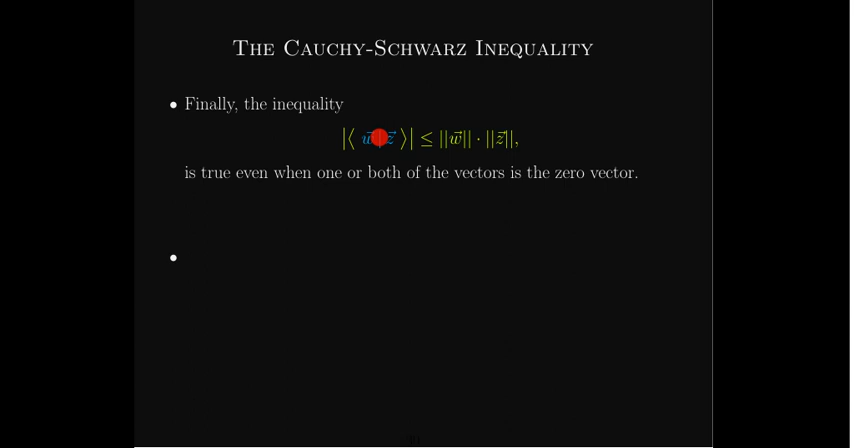 The Cauchy-Schwarz Inequality
• Finally, the inequality
|⟨ w⃗ | z⃗ ⟩| ≤ ||w⃗|| · ||z⃗||,
is true even when one or both of the vectors is the zero vector.
•